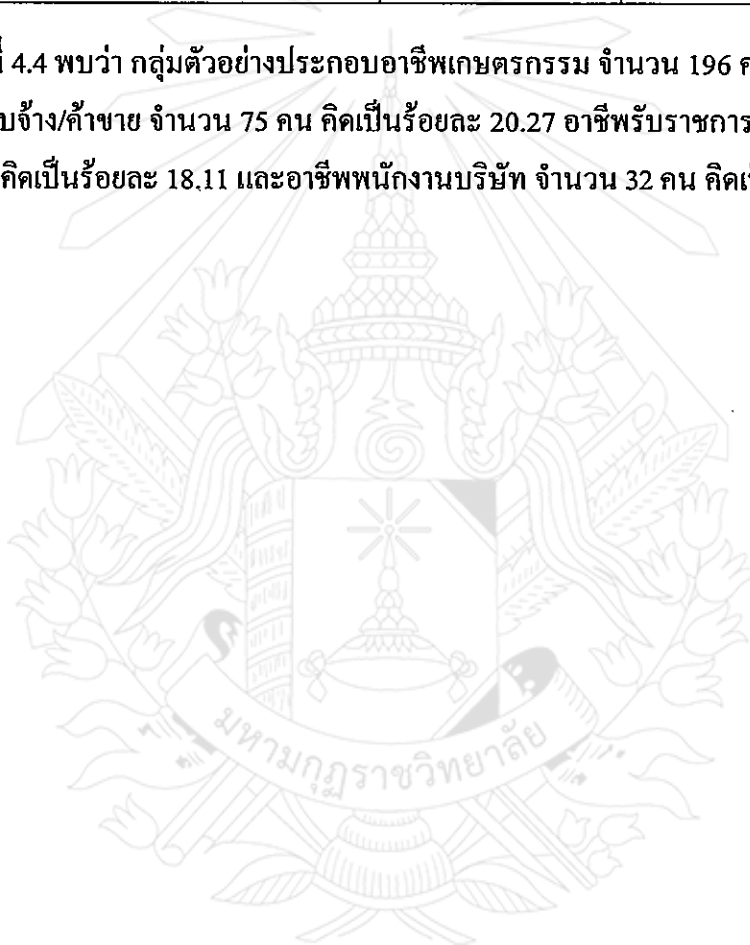 4.4 พบว่า กลุ่มตัวอย่างประกอบอาชีพเกษตรกรรม จำนวน 196
บจ้าง/ค้าขาย จำนวน 75 คน คิดเป็นร้อยละ 20.27 อาชีพรับราชการ
คิดเป็นร้อยละ 18.11 และอาชีพพนักงานบริษัท จำนวน 32 คน
มหามกุฏราชวิทยาลัย